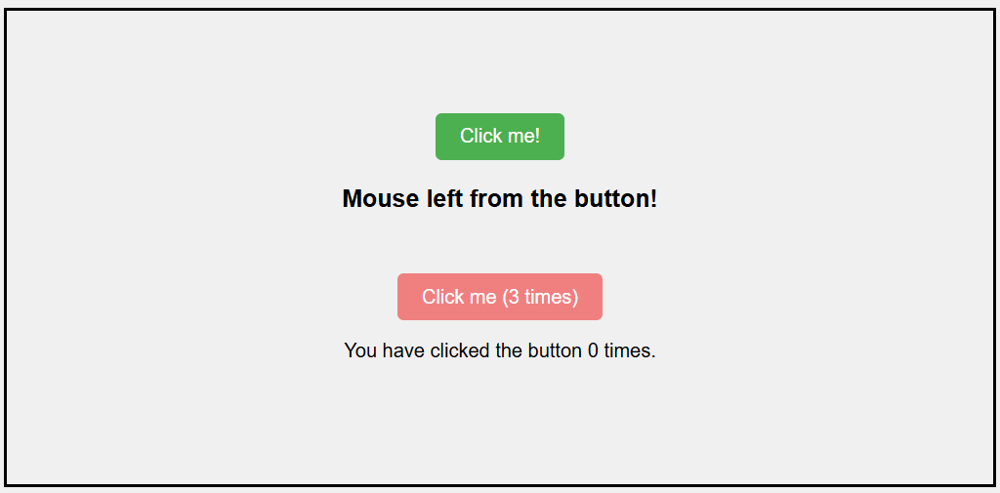 Click me!
Mouse left from the button!
Click me (3 times)
You have clicked the button 0 times.